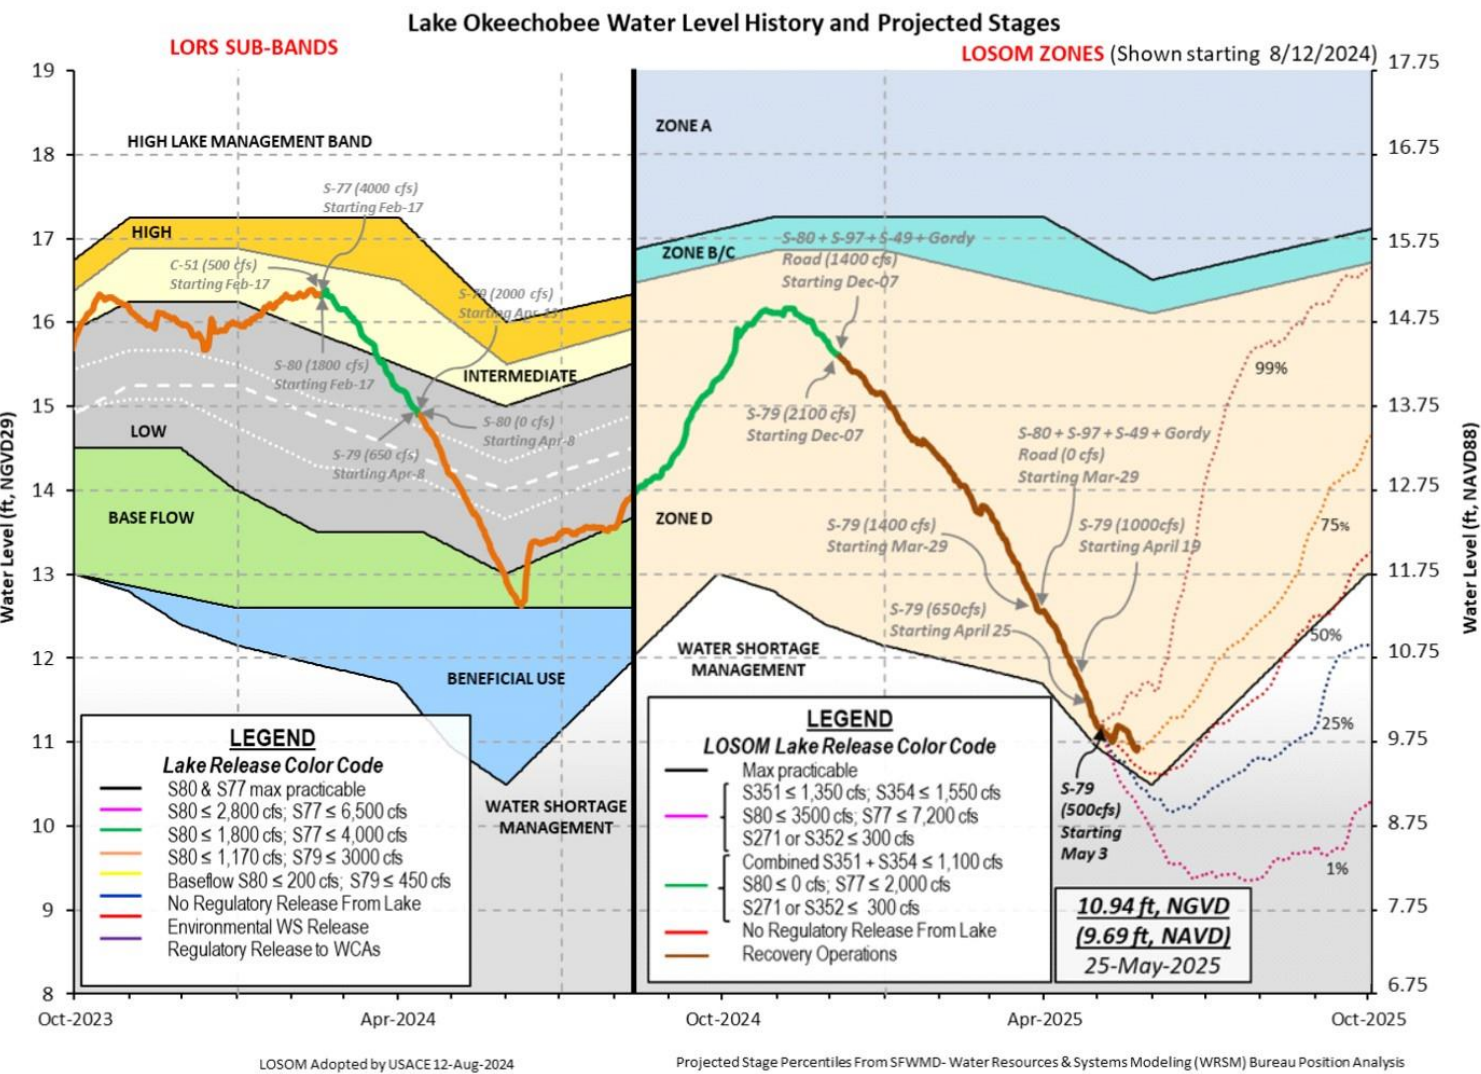 Lake Okeechobee Water Level History and Projected Stages
LORS SUB-BANDS
LOSOM ZONES (Shown starting 8/12/2024)
Water Level (ft, NGVD29)
19
18
17
16
15
14
13
12
11
10
9
8
HIGH LAKE MANAGEMENT BAND
S-77 (4000 cfs)
Starting Feb-17
HIGH
C-51 (500 cfs)
Starting Feb-17
S-79 (2000 cfs)
Starting Apr-13
S-80 (1800 cfs)
Starting Feb-17
INTERMEDIATE
LOW
S-80 (0 cfs)
Starting Apr-8
S-79 (650 cfs)
Starting Apr-8
BASE FLOW
BENEFICIAL USE
WATER SHORTAGE
MANAGEMENT
LEGEND
Lake Release Color Code
S80 & S77 max practicable
S80 ≤ 2,800 cfs; S77 ≤ 6,500 cfs
S80 ≤ 1,800 cfs; S77 ≤ 4,000 cfs
S80 ≤ 1,170 cfs; S79 ≤ 3000 cfs
Baseflow S80 ≤ 200 cfs; S79 ≤ 450 cfs
No Regulatory Release From Lake
Environmental WS Release
Regulatory Release to WCAs
ZONE A
ZONE B/C
S-80 + S-97 + S-49 + Gordy
Road (1400 cfs)
Starting Dec-07
S-79 (2100 cfs)
Starting Dec-07
99%
S-80 + S-97 + S-49 + Gordy
Road (0 cfs)
Starting Mar-29
ZONE D
S-79 (1400 cfs)
Starting Mar-29
S-79 (1000cfs)
Starting April 19
75%
S-79 (650cfs)
Starting April 25
50%
WATER SHORTAGE
MANAGEMENT
25%
S-79
(500cfs)
Starting
May 3
1%
LEGEND
LOSOM Lake Release Color Code
Max practicable
S351 ≤ 1,350 cfs; S354 ≤ 1,550 cfs
S80 ≤ 3500 cfs; S77 ≤ 7,200 cfs
S271 or S352 ≤ 300 cfs
Combined S351 + S354 ≤ 1,100 cfs
S80 ≤ 0 cfs; S77 ≤ 2,000 cfs
S271 or S352 ≤ 300 cfs
No Regulatory Release From Lake
Recovery Operations
10.94 ft, NGVD
(9.69 ft, NAVD)
25-May-2025
17.75
16.75
15.75
14.75
13.75
12.75
11.75
10.75
9.75
8.75
7.75
6.75
Water Level (ft, NAVD88)
Oct-2023
Apr-2024
Oct-2024
Apr-2025
Oct-2025
LOSOM Adopted by USACE 12-Aug-2024
Projected Stage Percentiles From SFWMD- Water Resources & Systems Modeling (WRSM) Bureau Position Analysis